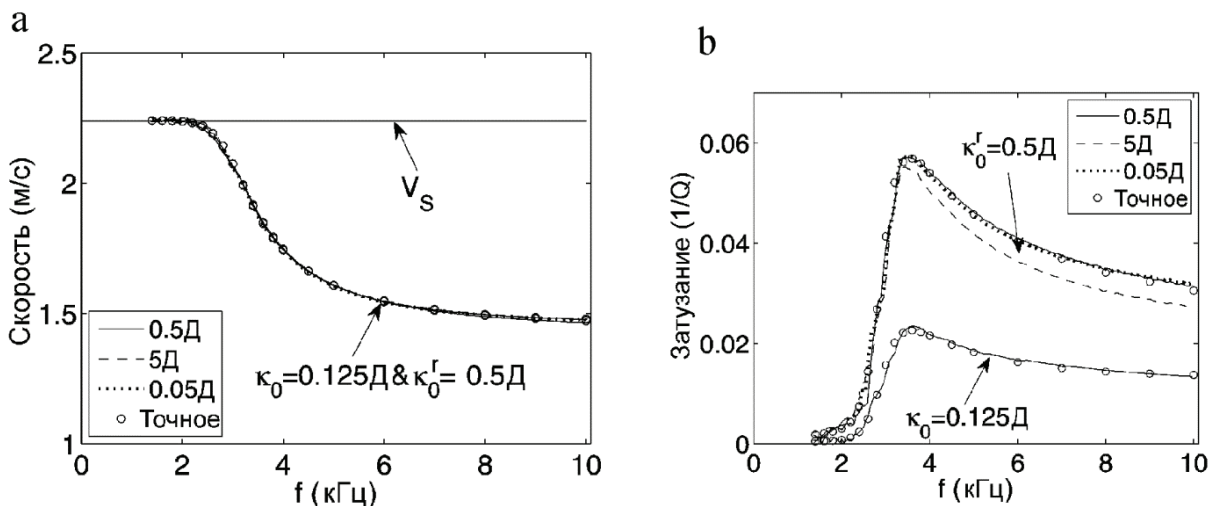 a
2.5
2
1.5
1
Скорость (м/с)
V_S
0.5Д
5Д
0.05Д
Точное
κ_0=0.125Д & κ_0^r= 0.5Д
0 2 4 6 8 10
f (кГц)
b
0.06
0.04
0.02
0
Затузание (1/Q)
κ_0^r=0.5Д
0.5Д
5Д
0.05Д
Точное
κ_0=0.125Д
0 2 4 6 8 10
f (кГц)